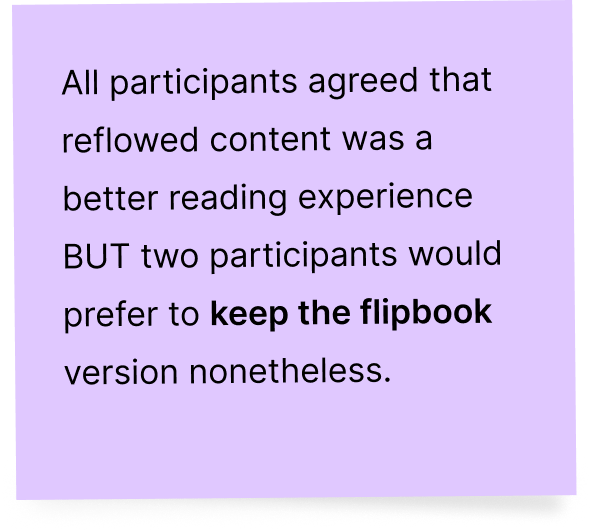 All participants agreed that
reflowed content was a
better reading experience
BUT two participants would
prefer to keep the flipbook
version nonetheless.